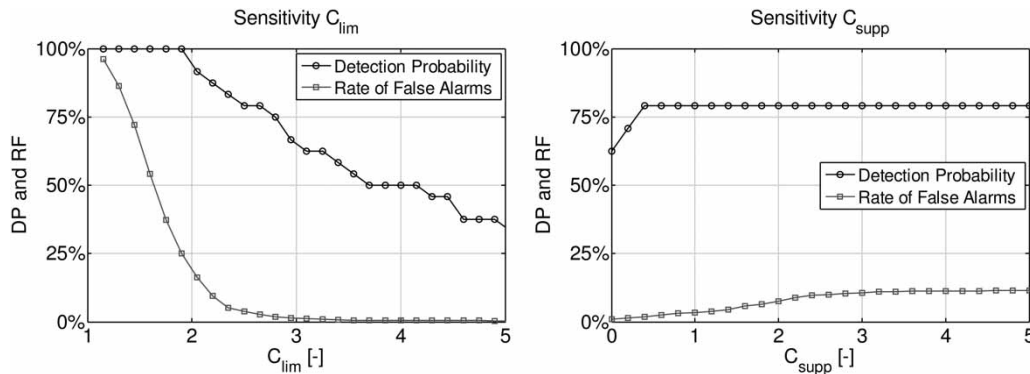 Sensitivity C_lim
100%
75%
50%
25%
0%
DP and RF
1
2
3
4
5
C_lim [-]
Detection Probability
Rate of False Alarms
Sensitivity C_supp
100%
75%
50%
25%
0%
DP and RF
0
1
2
3
4
5
C_supp [-]
Detection Probability
Rate of False Alarms